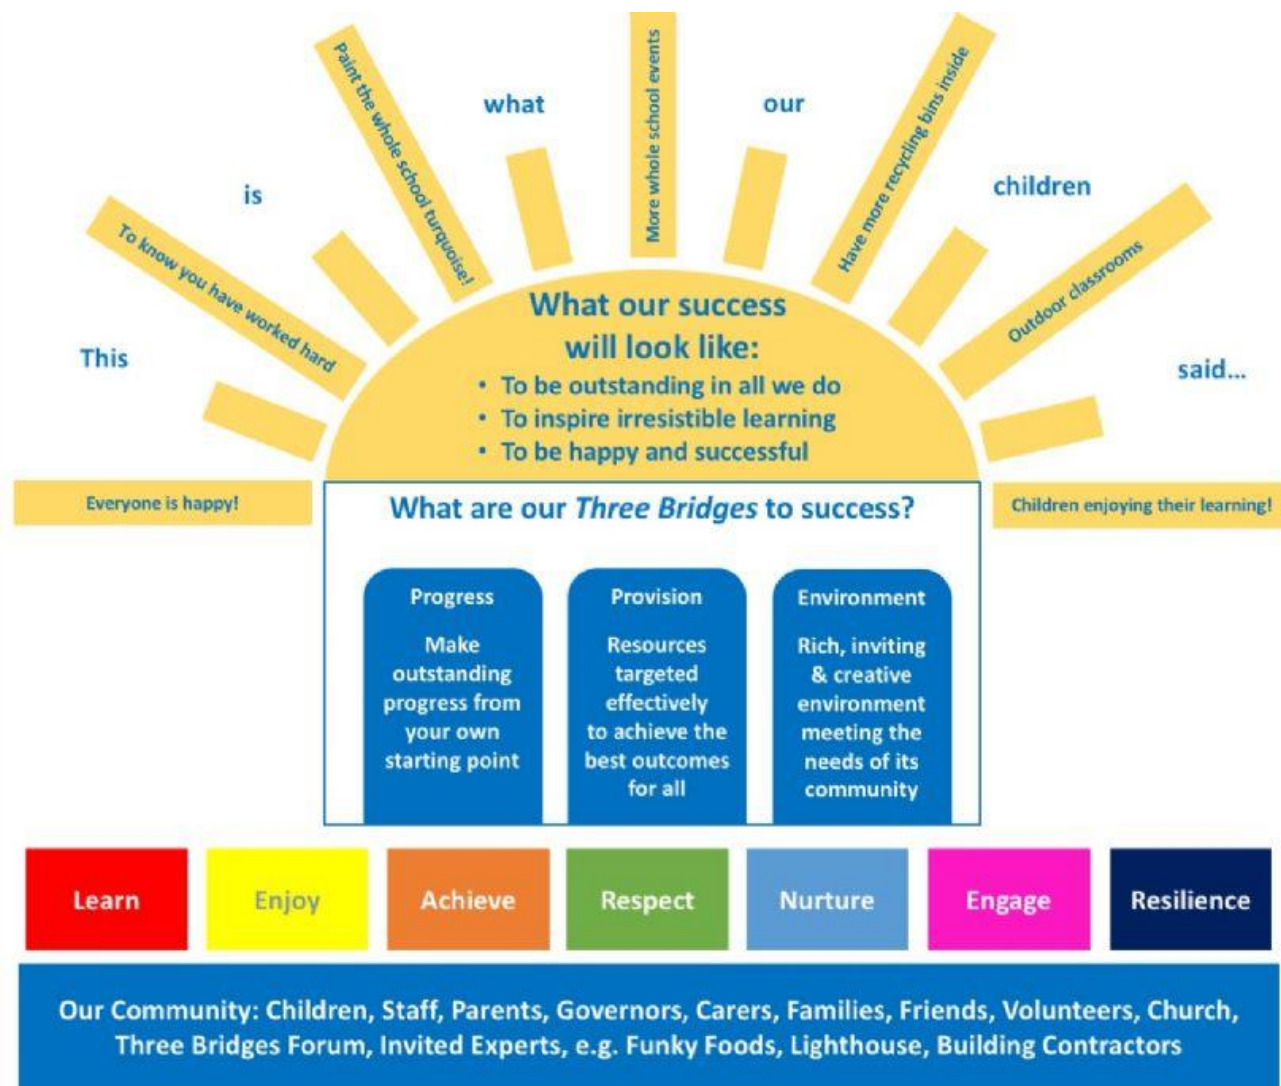 This
is
what
our
children
said...
Everyone is happy!
To know you have worked hard
Paint the whole school turquoise!
More whole school events
Have more recycling bins inside
Outdoor classrooms
Children enjoying their learning!
What our success
will look like:
• To be outstanding in all we do
• To inspire irresistible learning
• To be happy and successful
What are our Three Bridges to success?
Progress
Make
outstanding
progress from
your own
starting point
Provision
Resources
targeted
effectively
to achieve the
best outcomes
for all
Environment
Rich, inviting
& creative
environment
meeting the
needs of its
community
Learn
Enjoy
Achieve
Respect
Nurture
Engage
Resilience
Our Community: Children, Staff, Parents, Governors, Carers, Families, Friends, Volunteers, Church,
Three Bridges Forum, Invited Experts, e.g. Funky Foods, Lighthouse, Building Contractors